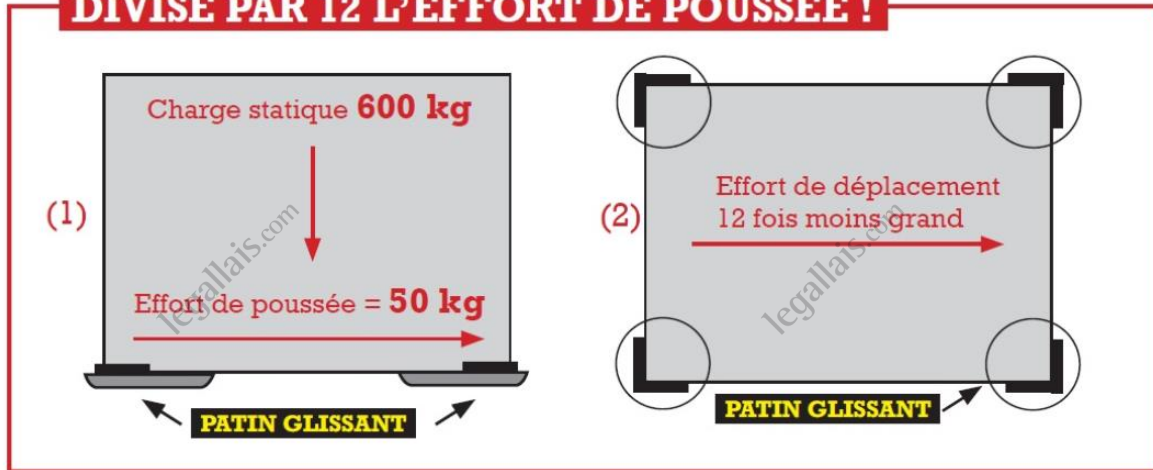 DIVISE PAR 12 L'EFFORT DE POUSSÉE !
(1)
Charge statique 600 kg
Effort de poussée = 50 kg
PATIN GLISSANT
legallais.com
(2)
Effort de déplacement
12 fois moins grand
PATIN GLISSANT
legallais.com